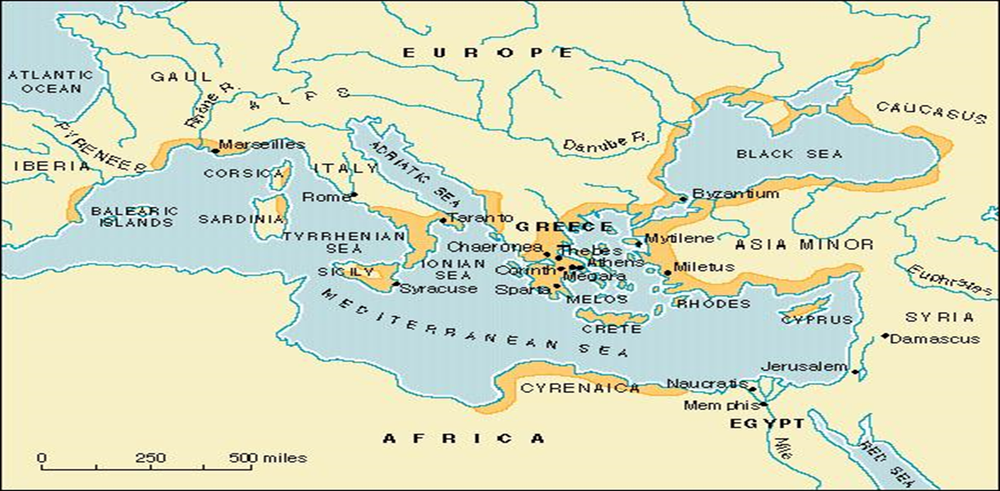 EUROPE
ATLANTIC
OCEAN
GAUL
Rhône R.
ALPS
CAUCASUS
PYRENEES
Danube R.
Marseilles
IBERIA
CORSICA
ITALY
ADRIATIC SEA
BLACK SEA
Rome
Byzantium
BALEARIC
ISLANDS
SARDINIA
Taranto
GREECE
TYRRHENIAN
SEA
Mytilene
ASIA MINOR
Chaeronea
Thebes
IONIAN
SEA
Athens
Corinth
Megara
Miletus
SICILY
Syracuse
Sparta
MELOS
RHODES
Euphrates
MEDITERRANEAN SEA
CRETE
CYPRUS
SYRIA
Damascus
Jerusalem
CYRENAICA
Naucratis
Memphis
EGYPT
AFRICA
Nile
RED SEA
0 250 500 miles